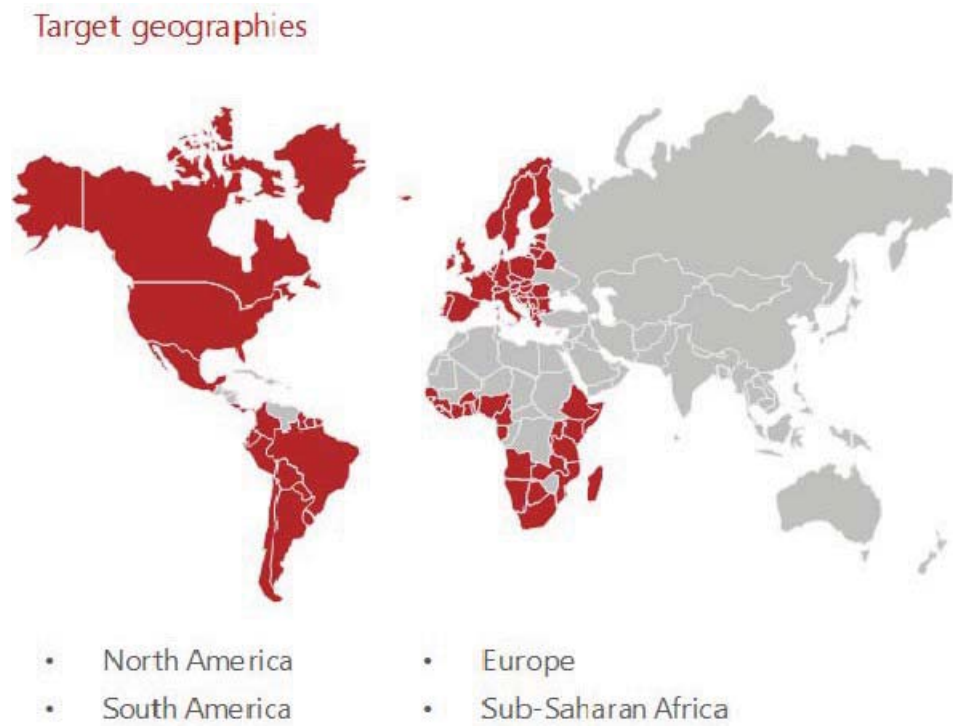 Target geographies
• North America
• South America
• Europe
• Sub-Saharan Africa